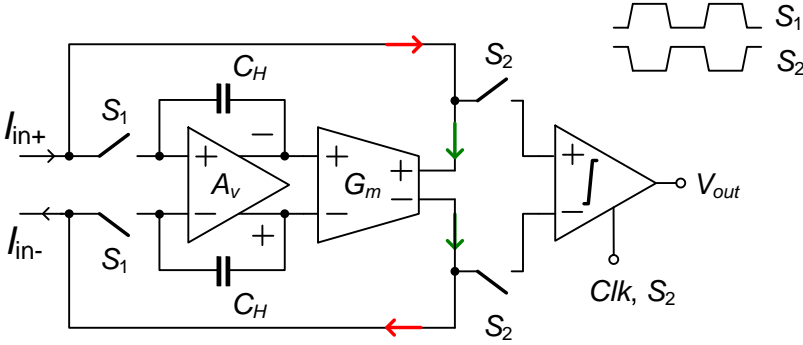 S1
S2
S2
CH
S1
Iin+
+
−
+
+
+
Av
Gm
Vout
−
−
−
−
Iin-
+
S1
CH
Clk, S2
S2